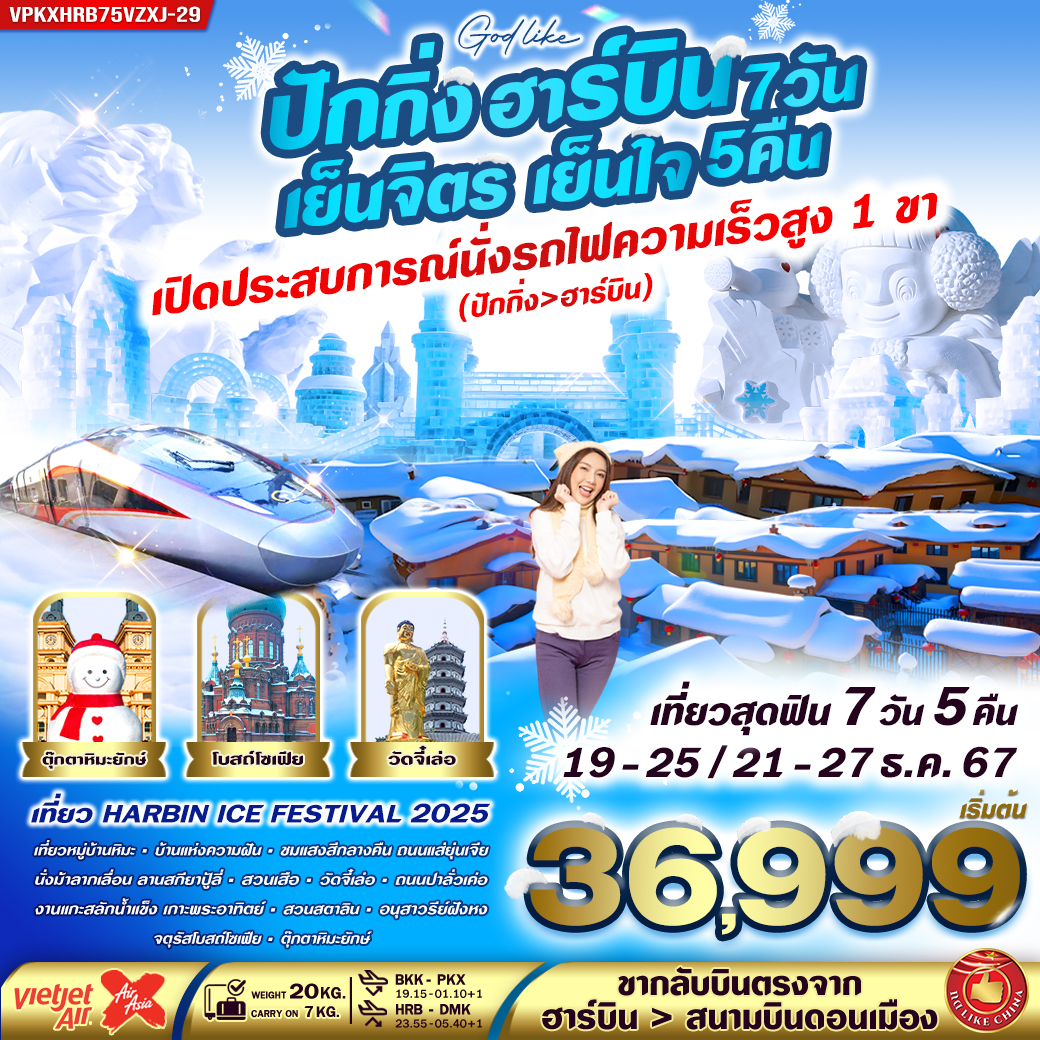 VPKXHRB75VZXJ-29
God like
ปักกิ่ง ฮาร์บิน 7วัน
เย็นจิตร เย็นใจ 5คืน
เปิดประสบการณ์นั่งรถไฟความเร็วสูง 1 ขา
(ปักกิ่ง>ฮาร์บิน)
ตุ๊กตาหิมะยักษ์
โบสถ์โซเฟีย
วัดจี๋เล่อ
เที่ยวสุดฟิน 7 วัน 5 คืน
19 - 25 / 21 - 27 ธ.ค. 67
เริ่มต้น
36,999
เที่ยว HARBIN ICE FESTIVAL 2025
เที่ยวหมู่บ้านหิมะ • บ้านแห่งความฝัน • ชมแสงสีกลางคืน ถนนแส่ยุ่นเจีย
นั่งม้าลากเลื่อน ลานสกียาปู้ลี่ • สวนเสือ • วัดจี๋เล่อ • ถนนปาลั่วเค่อ
งานแกะสลักน้ำแข็ง เกาะพระอาทิตย์ • สวนสตาลิน • อนุสาวรีย์ฝังหง
จตุรัสโบสถ์โซเฟีย • ตุ๊กตาหิมะยักษ์
vietjet Air.
Air Asia
WEIGHT 20KG.
CARRY ON 7KG.
BKK - PKX
19.15-01.10+1
HRB - DMK
23.55-05.40+1
ขากลับบินตรงจาก
ฮาร์บิน > สนามบินดอนเมือง
กด LIKE CHINA